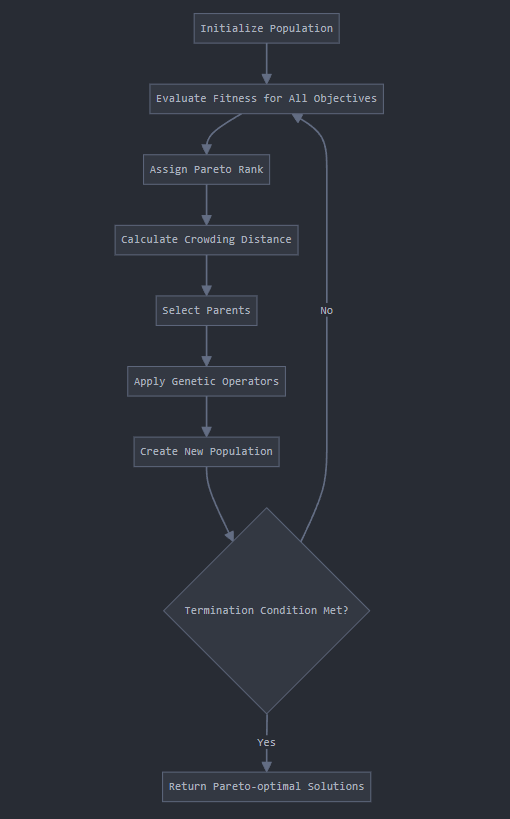 Initialize Population
Evaluate Fitness for All Objectives
Assign Pareto Rank
Calculate Crowding Distance
Select Parents
No
Apply Genetic Operators
Create New Population
Termination Condition Met?
Yes
Return Pareto-optimal Solutions